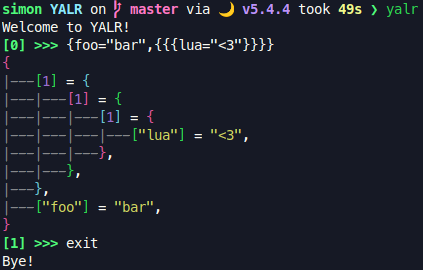 simon YALR on  master via 🌙 v5.4.4 took 49s ❯ yalr
Welcome to YALR!
[0] >>> {foo="bar",{{{lua="<3"}}}}
{
|---[1] = {
|---|---[1] = {
|---|---|---[1] = {
|---|---|---|---["lua"] = "<3",
|---|---|---},
|---|---},
|---},
|---["foo"] = "bar",
}
[1] >>> exit
Bye!